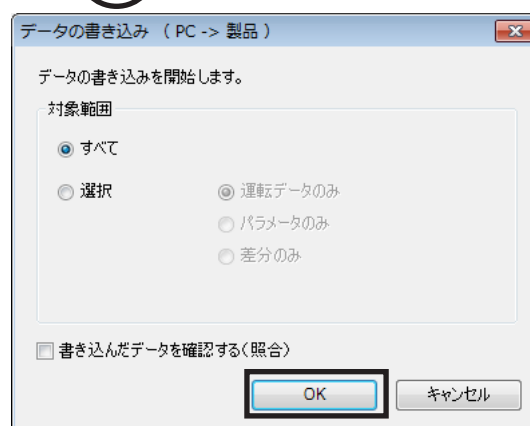 データの書き込み （ PC -> 製品 ）
データの書き込みを開始します。
対象範囲
すべて
選択
運転データのみ
パラメータのみ
差分のみ
書き込んだデータを確認する(照合)
OK
キャンセル